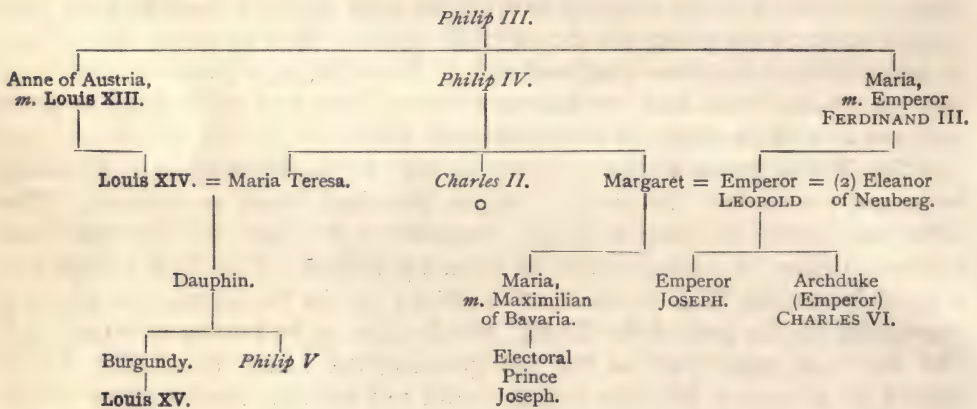 Philip III.
Anne of Austria,
m. Louis XIII.
Philip IV.
Maria,
m. Emperor
FERDINAND III.
Louis XIV. = Maria Teresa.
Charles II.
Margaret = Emperor = (2) Eleanor
LEOPOLD of Neuberg.
Dauphin.
Maria,
m. Maximilian
of Bavaria.
Emperor
JOSEPH.
Archduke
(Emperor)
CHARLES VI.
Burgundy.
Philip V
Electoral
Prince
Joseph.
Louis XV.